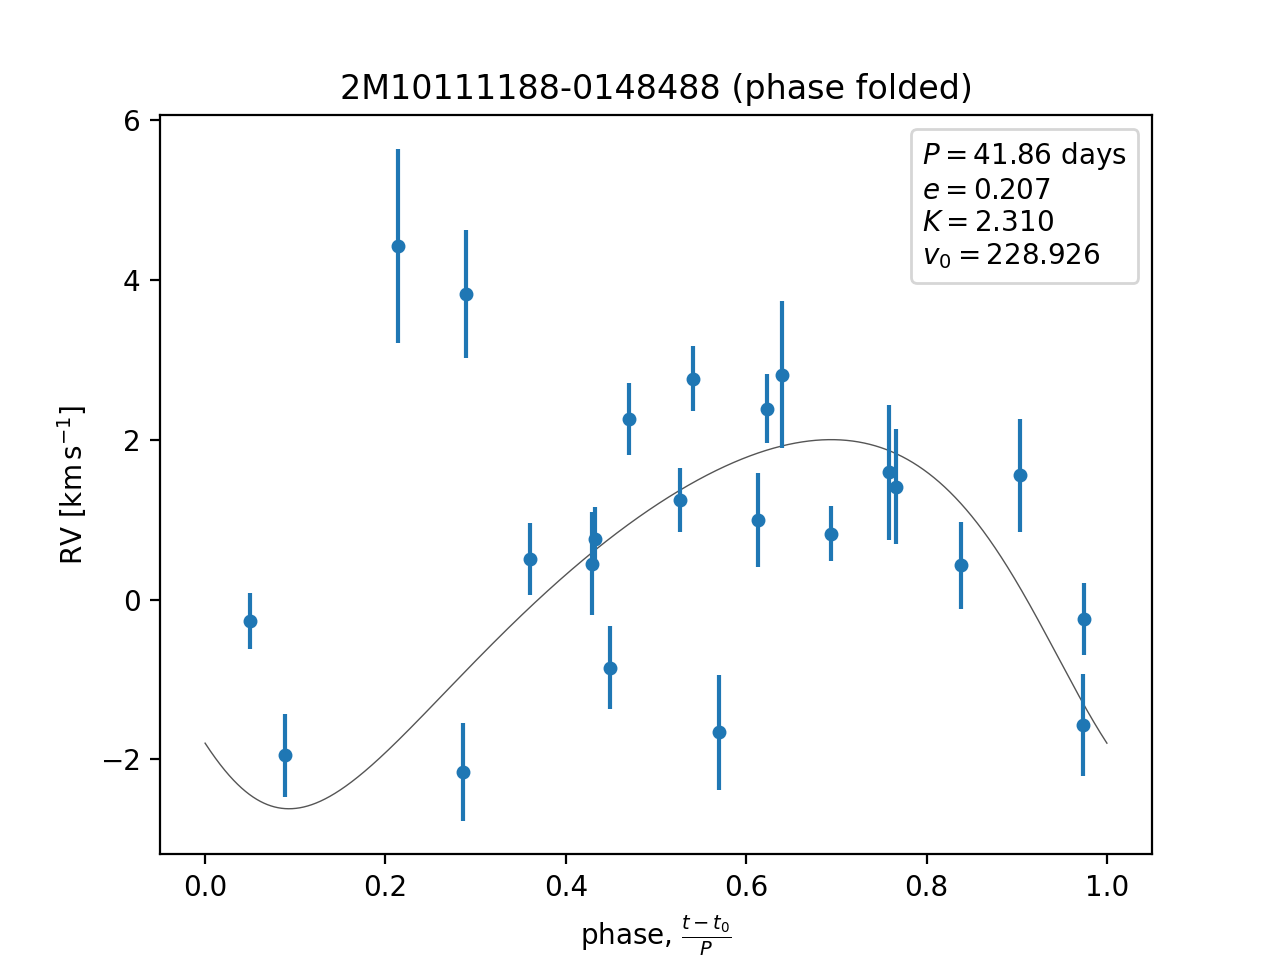 2M10111188-0148488 (phase folded)
6
4
2
0
−2
RV [km s⁻¹]
P = 41.86 days
e = 0.207
K = 2.310
v₀ = 228.926
0.0 0.2 0.4 0.6 0.8 1.0
phase, (t − t₀)/P